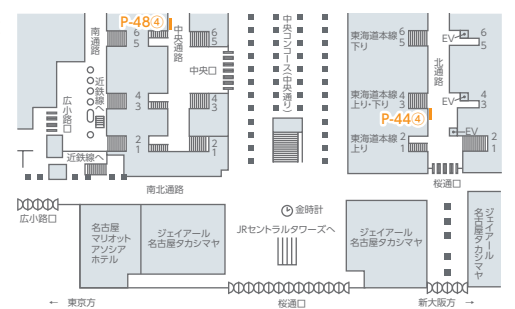 P-48④
南通路
6
5
中央通路
6
5
中央口
中央コンコース(中央通り)
東海道本線
下り
6
5
北通路
EV
6
5
近鉄線へ
広小路口
4
3
4
3
東海道本線
上り・下り
4
3
EV
4
3
P-44④
2
1
2
1
東海道本線
上り
2
1
EV
2
1
近鉄線へ
南北通路
桜通口
広小路口
金時計
名古屋
マリオット
アソシア
ホテル
ジェイアール
名古屋タカシマヤ
JRセントラルタワーズへ
ジェイアール
名古屋タカシマヤ
ジェイアール
名古屋タカシマヤ
← 東京方
桜通口
新大阪方 →